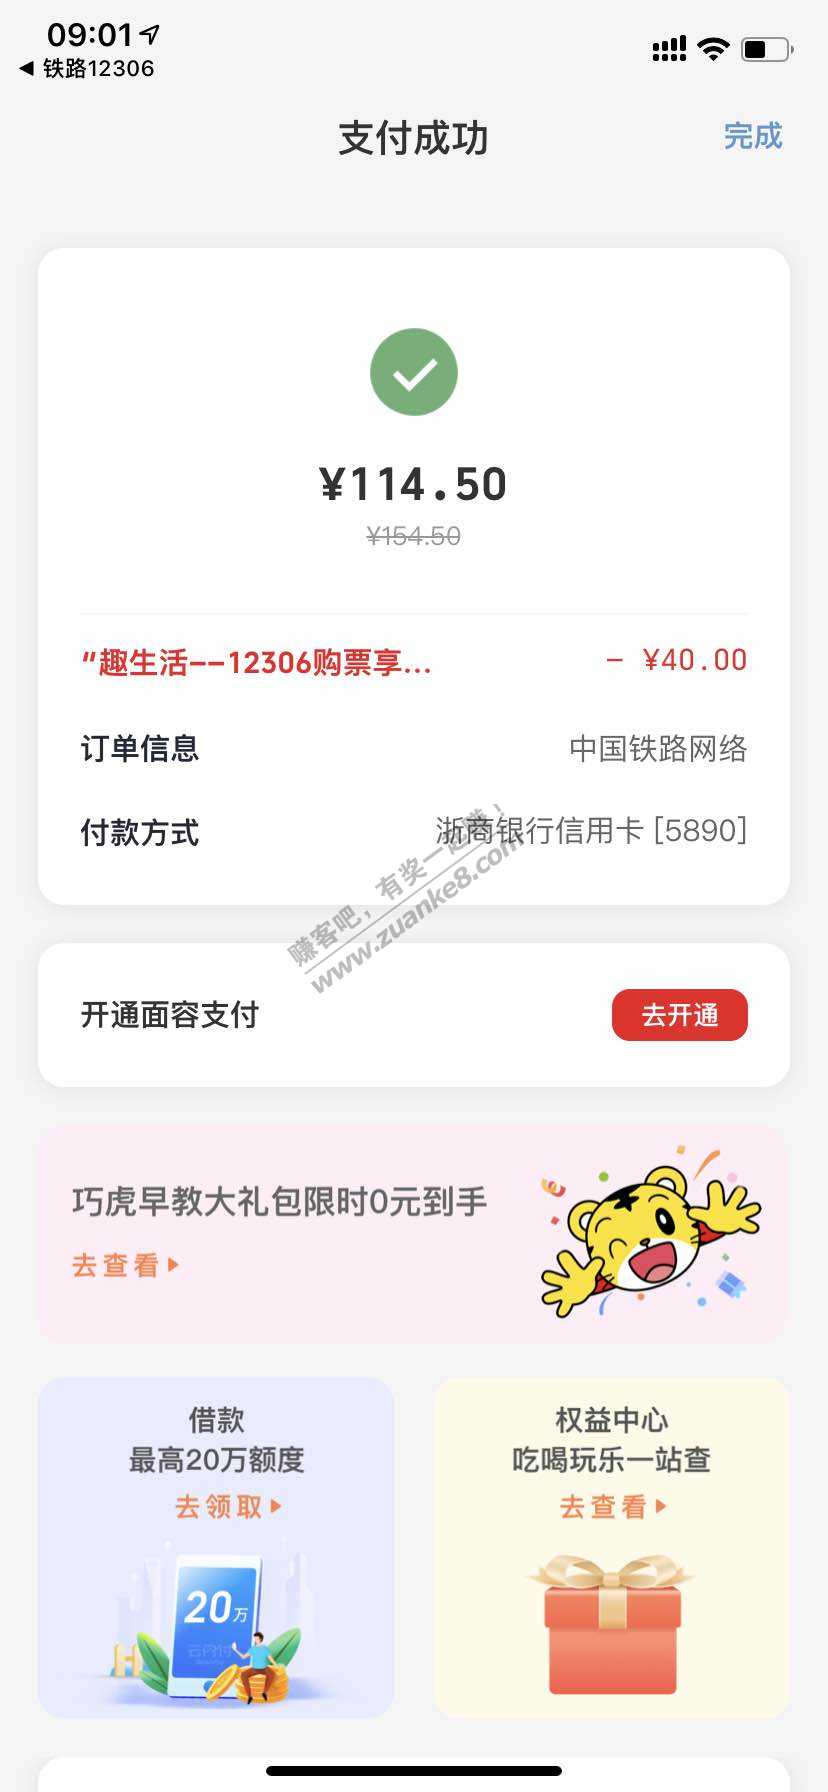 09:01
◀ 铁路12306
支付成功
完成
¥114.50
¥154.50
“趣生活——12306购票享... - ¥40.00
订单信息 中国铁路网络
付款方式 浙商银行信用卡 [5890]
赚客吧，有奖一起赚！
www.zuanke8.com
开通面容支付 去开通
巧虎早教大礼包限时0元到手
去查看
借款
最高20万额度
去领取
20万
云闪付
权益中心
吃喝玩乐一站查
去查看